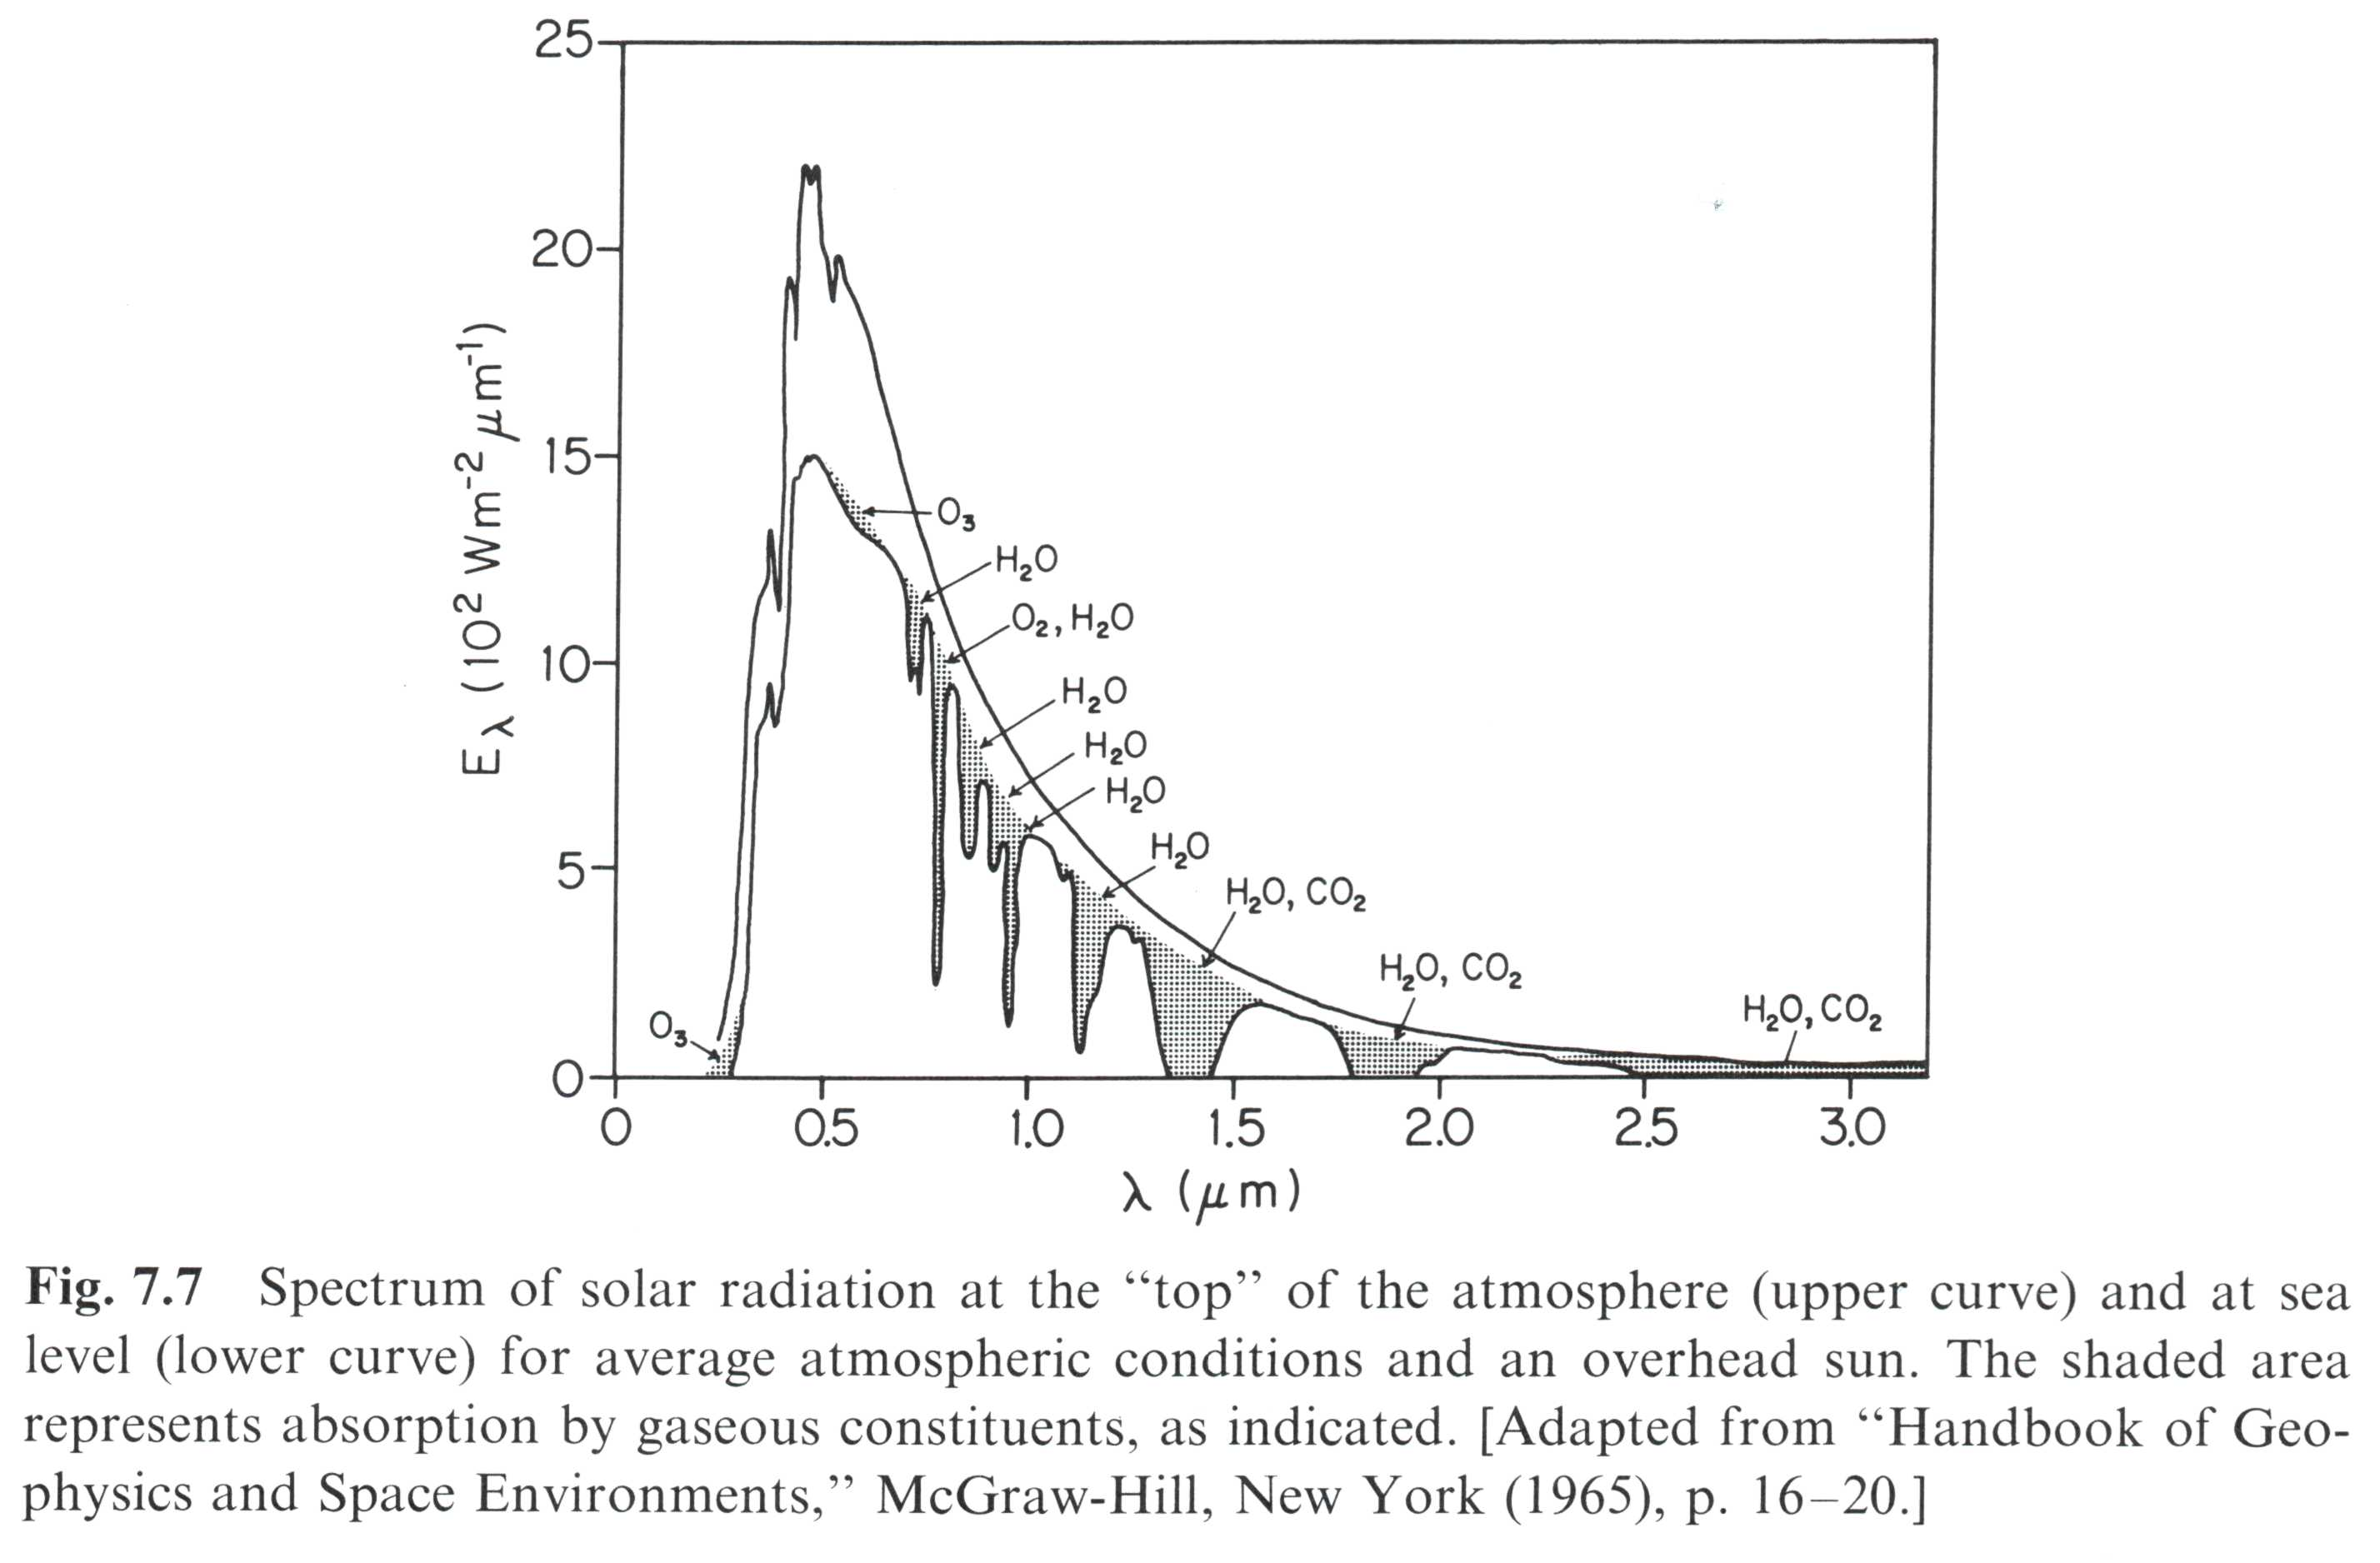 25
20
15
10
5
0
E λ (10² Wm⁻² μm⁻¹)
O₃
H₂O
O₂, H₂O
H₂O
H₂O
H₂O
H₂O
H₂O, CO₂
H₂O, CO₂
H₂O, CO₂
O₃
0 0.5 1.0 1.5 2.0 2.5 3.0
λ (μm)
Fig. 7.7 Spectrum of solar radiation at the “top” of the atmosphere (upper curve) and at sea
level (lower curve) for average atmospheric conditions and an overhead sun. The shaded area
represents absorption by gaseous constituents, as indicated. [Adapted from “Handbook of Geo-
physics and Space Environments,” McGraw-Hill, New York (1965), p. 16–20.]